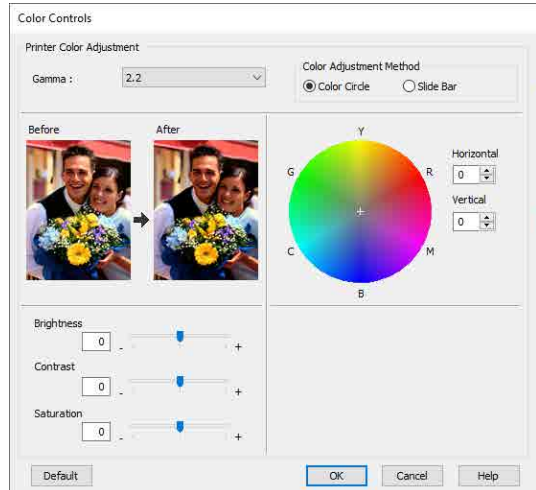 Color Controls
Printer Color Adjustment
Gamma :
2.2
Color Adjustment Method
Color Circle
Slide Bar
Before
After
Y
G
R
C
M
B
Horizontal
0
Vertical
0
Brightness
0
-
+
Contrast
0
-
+
Saturation
0
-
+
Default
OK
Cancel
Help